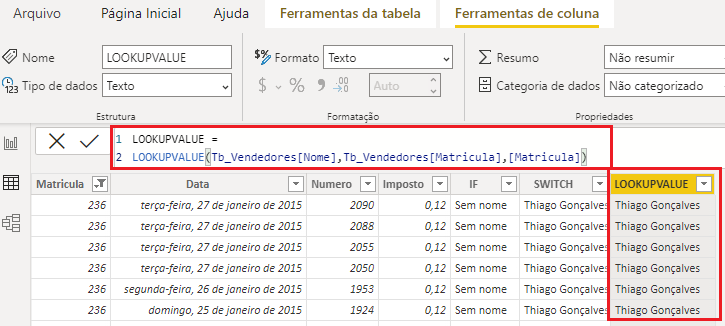 Arquivo Página Inicial Ajuda Ferramentas da tabela Ferramentas de coluna
Nome LOOKUPVALUE Formato Texto Resumo Não resumir
Tipo de dados Texto $ % , .00 Auto Categoria de dados Não categorizado
Estrutura Formatação Propriedades
1 LOOKUPVALUE =
2 LOOKUPVALUE(Tb_Vendedores[Nome],Tb_Vendedores[Matricula],[Matricula])
Matricula Data Numero Imposto IF SWITCH LOOKUPVALUE
236 terça-feira, 27 de janeiro de 2015 2090 0,12 Sem nome Thiago Gonçalves Thiago Gonçalves
236 terça-feira, 27 de janeiro de 2015 2088 0,12 Sem nome Thiago Gonçalves Thiago Gonçalves
236 terça-feira, 27 de janeiro de 2015 2055 0,12 Sem nome Thiago Gonçalves Thiago Gonçalves
236 terça-feira, 27 de janeiro de 2015 2050 0,12 Sem nome Thiago Gonçalves Thiago Gonçalves
236 segunda-feira, 26 de janeiro de 2015 1953 0,12 Sem nome Thiago Gonçalves Thiago Gonçalves
236 domingo, 25 de janeiro de 2015 1924 0,12 Sem nome Thiago Gonçalves Thiago Gonçalves